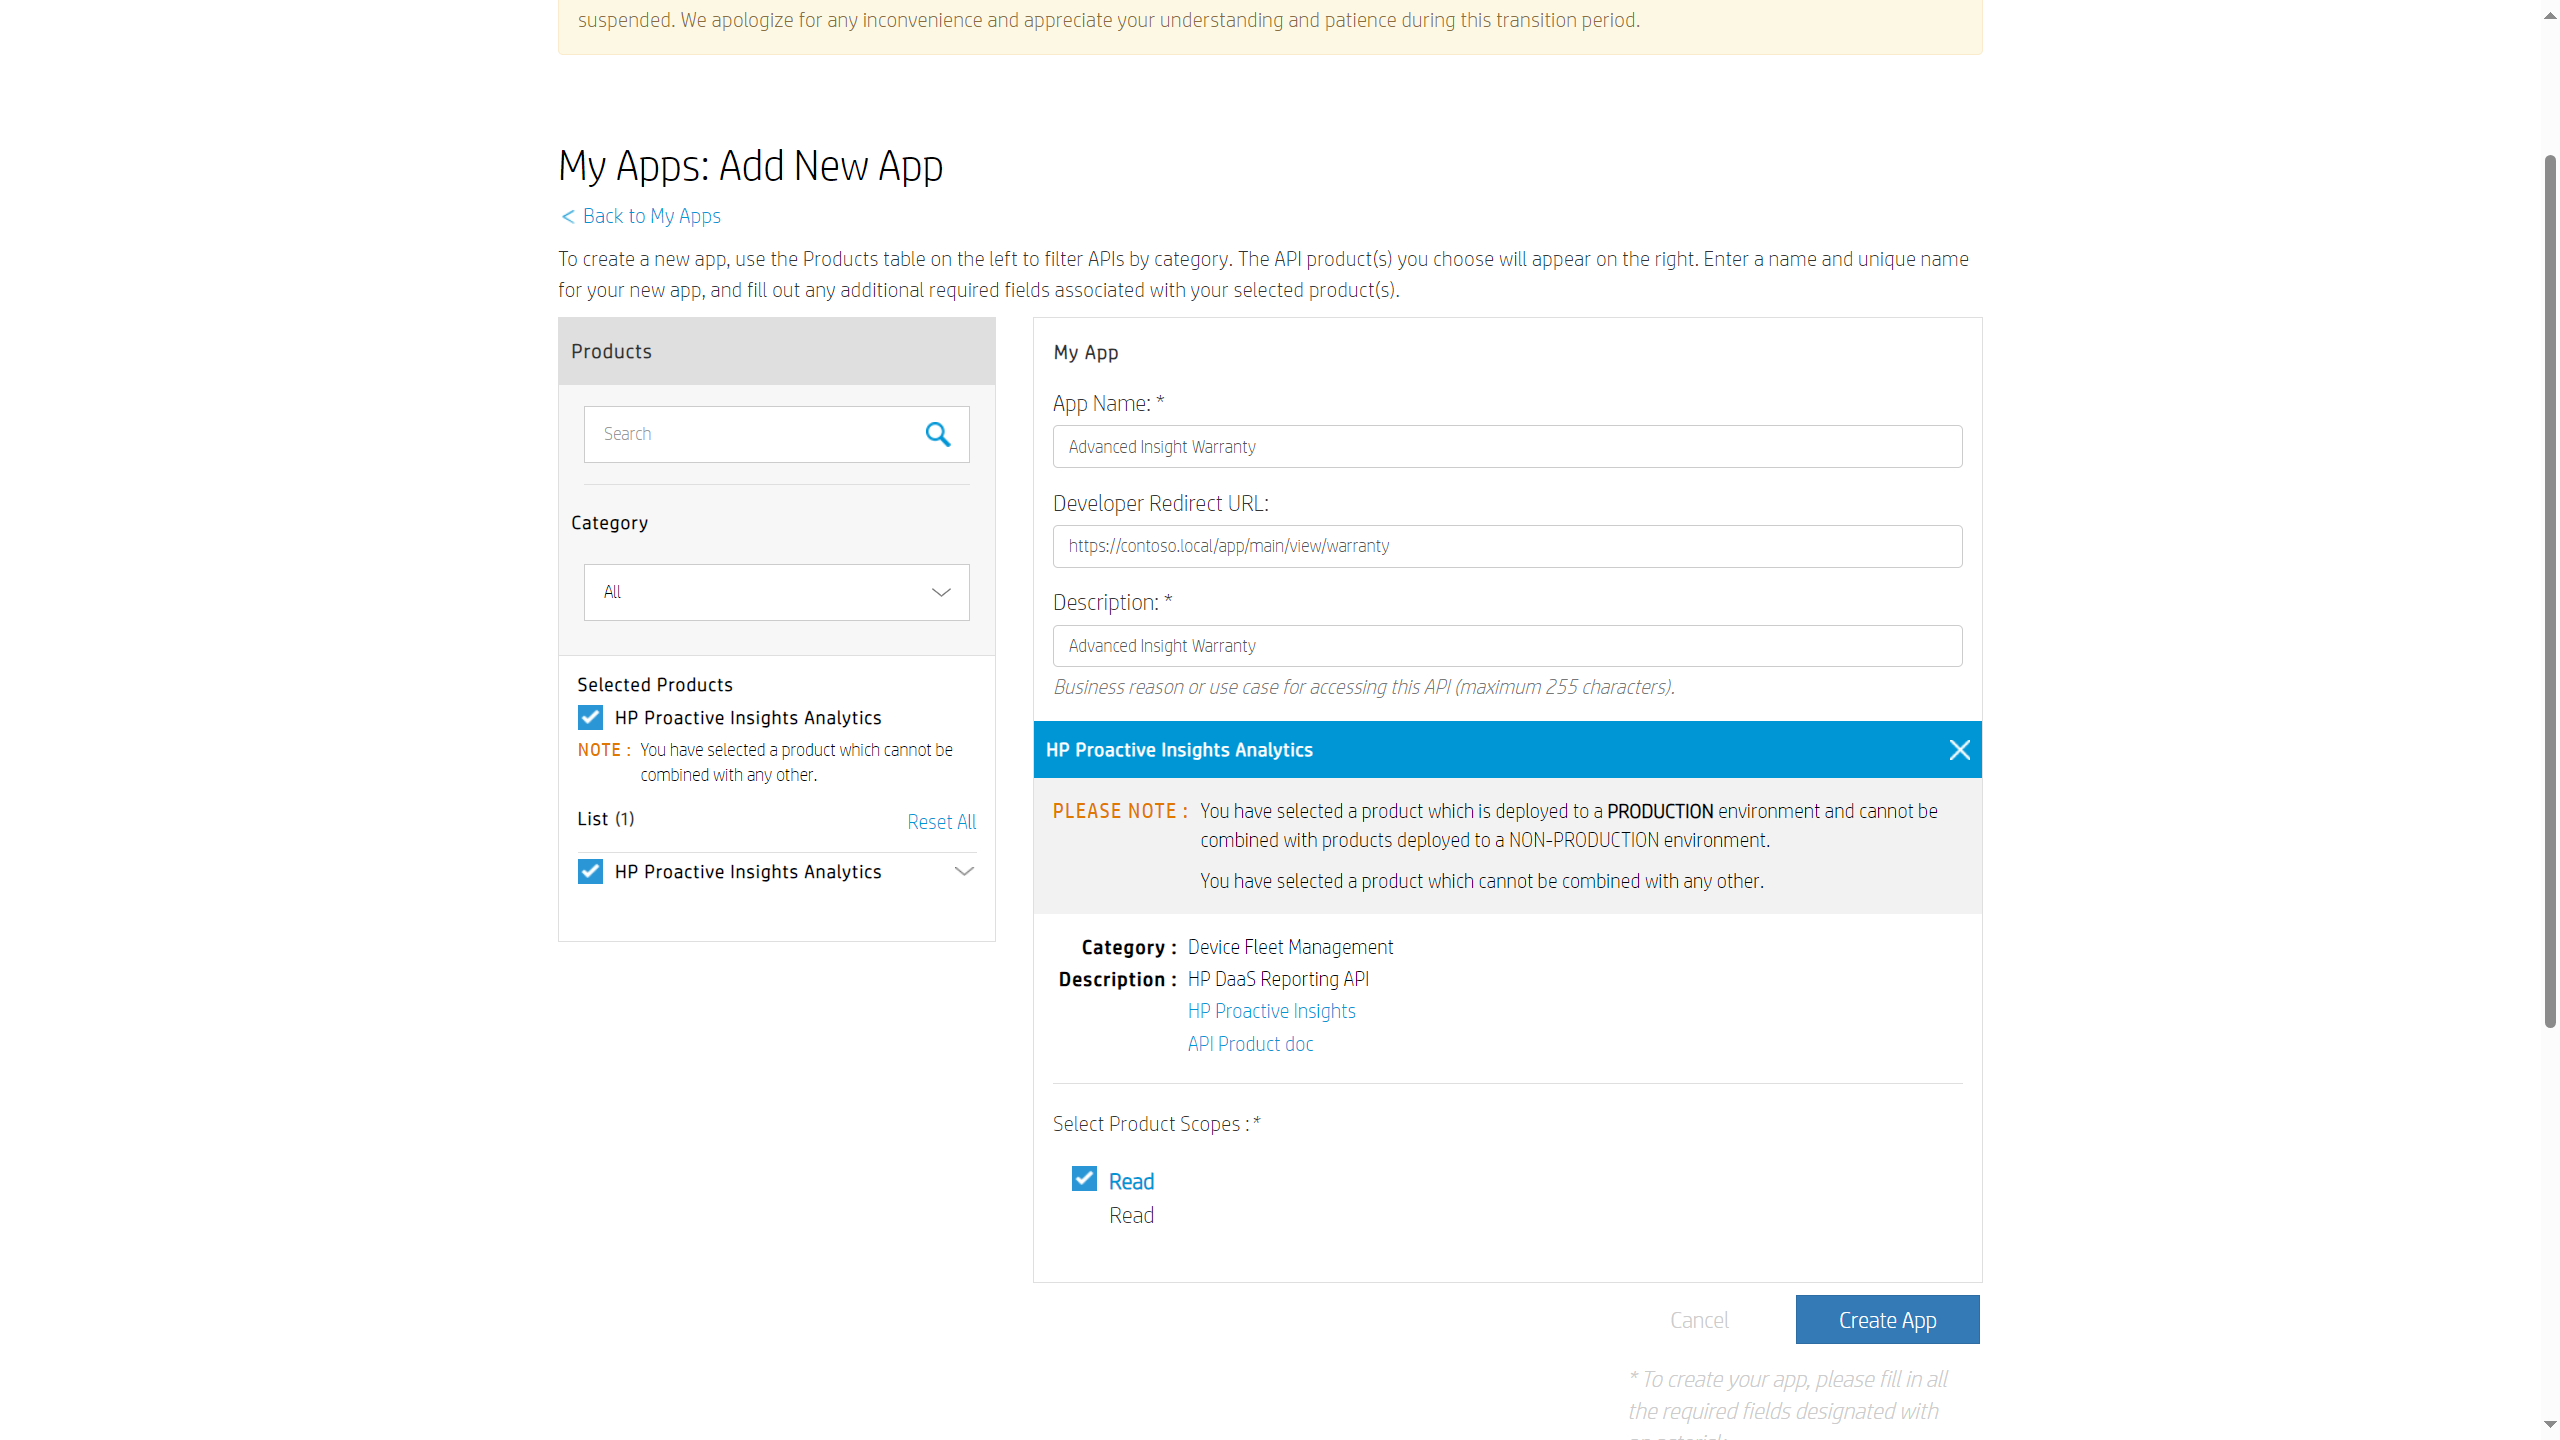 suspended. We apologize for any inconvenience and appreciate your understanding and patience during this transition period.
My Apps: Add New App
< Back to My Apps
To create a new app, use the Products table on the left to filter APIs by category. The API product(s) you choose will appear on the right. Enter a name and unique name
for your new app, and fill out any additional required fields associated with your selected product(s).
Products
Search
Category
All
Selected Products
HP Proactive Insights Analytics
NOTE : You have selected a product which cannot be
combined with any other.
List (1) Reset All
HP Proactive Insights Analytics
My App
App Name: *
Advanced Insight Warranty
Developer Redirect URL:
https://contoso.local/app/main/view/warranty
Description: *
Advanced Insight Warranty
Business reason or use case for accessing this API (maximum 255 characters).
HP Proactive Insights Analytics
PLEASE NOTE : You have selected a product which is deployed to a PRODUCTION environment and cannot be
combined with products deployed to a NON-PRODUCTION environment.
You have selected a product which cannot be combined with any other.
Category : Device Fleet Management
Description : HP DaaS Reporting API
HP Proactive Insights
API Product doc
Select Product Scopes : *
Read
Read
Cancel Create App
* To create your app, please fill in all
the required fields designated with